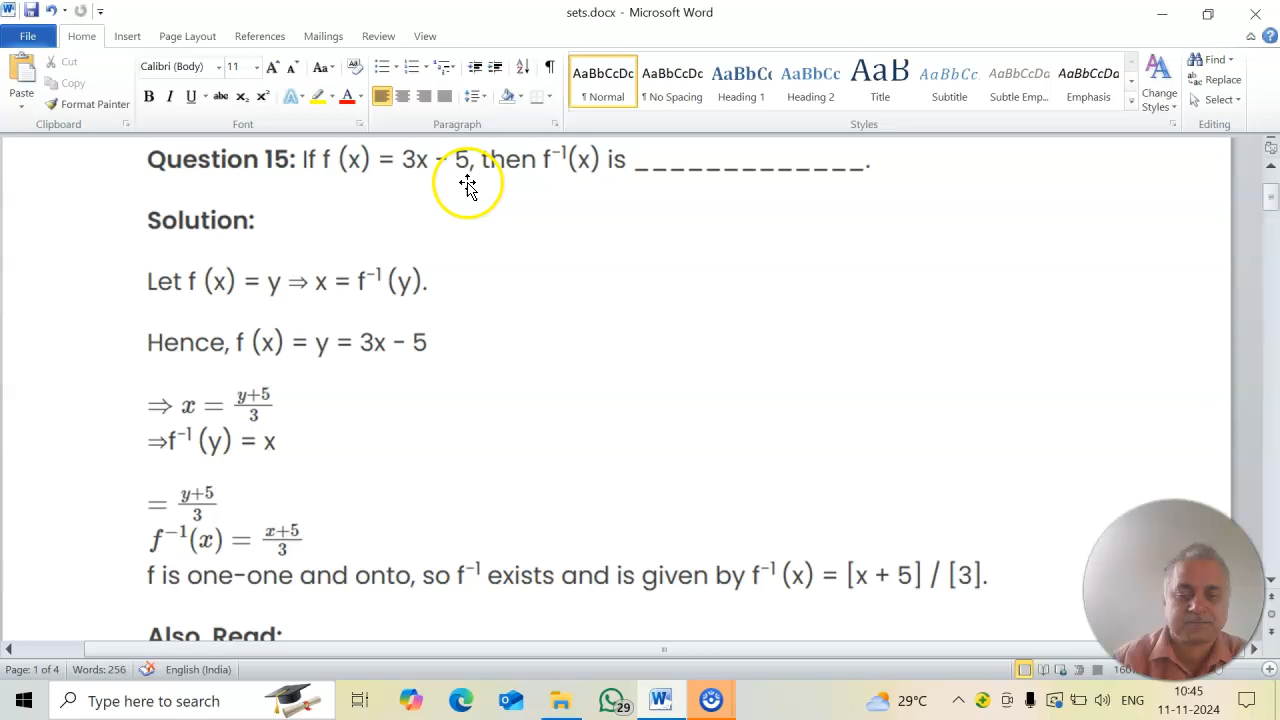 sets.docx - Microsoft Word
File Home Insert Page Layout References Mailings Review View
Paste Cut Copy Format Painter Clipboard
Calibri (Body) 11 Font
Paragraph
AaBbCcDc ¶ Normal
AaBbCcDc ¶ No Spacing
AaBbCc Heading 1
AaBbCc Heading 2
AaB Title
AaBbCc. Subtitle
AaBbCcDc Subtle Emp...
AaBbCcDc Emphasis
Change Styles
Styles
Find Replace Select Editing
Question 15: If f (x) = 3x – 5, then f⁻¹(x) is _____________.
Solution:
Let f (x) = y ⇒ x = f⁻¹ (y).
Hence, f (x) = y = 3x - 5
⇒ x = (y+5)/3
⇒f⁻¹ (y) = x
= (y+5)/3
f⁻¹(x) = (x+5)/3
f is one-one and onto, so f⁻¹ exists and is given by f⁻¹ (x) = [x + 5] / [3].
Also, Read:
Page: 1 of 4 Words: 256 English (India)
Type here to search 29 29°C ENG 10:45
11-11-2024